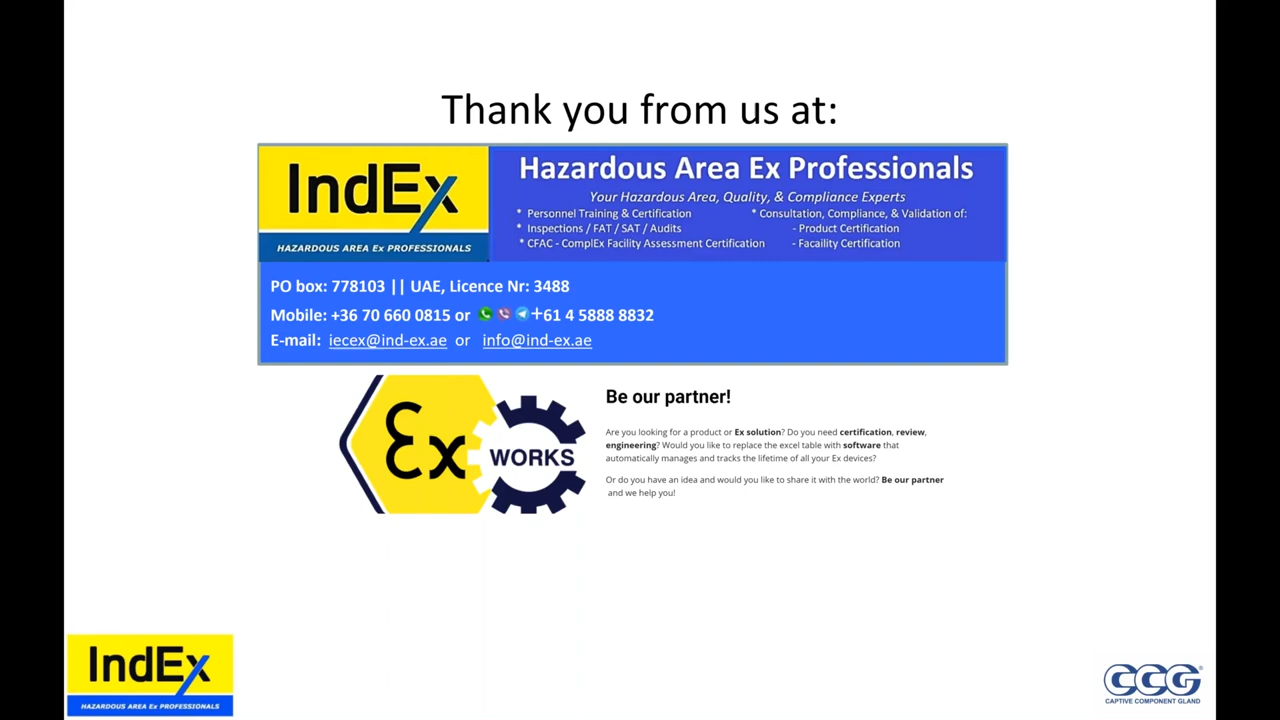 Thank you from us at:
IndEx
HAZARDOUS AREA Ex PROFESSIONALS
Hazardous Area Ex Professionals
Your Hazardous Area, Quality, & Compliance Experts
* Personnel Training & Certification
* Inspections / FAT / SAT / Audits
* CFAC - ComplEx Facility Assessment Certification
* Consultation, Compliance, & Validation of:
- Product Certification
- Facaility Certification
PO box: 778103 || UAE, Licence Nr: 3488
Mobile: +36 70 660 0815 or +61 4 5888 8832
E-mail: iecex@ind-ex.ae or info@ind-ex.ae
Ex WORKS
Be our partner!
Are you looking for a product or Ex solution? Do you need certification, review,
engineering? Would you like to replace the excel table with software that
automatically manages and tracks the lifetime of all your Ex devices?
Or do you have an idea and would you like to share it with the world? Be our partner
and we help you!
IndEx
HAZARDOUS AREA Ex PROFESSIONALS
CCG®
CAPTIVE COMPONENT GLAND